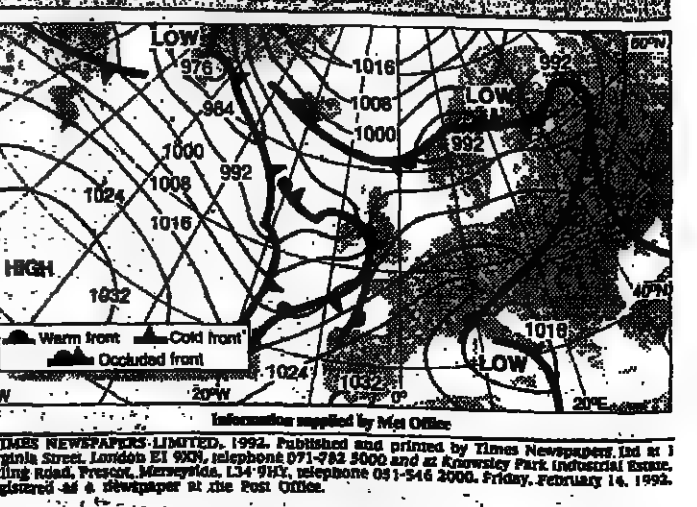 LOW
60°N
976
1016
992
984
1008
LOW
1000
992
1000
992
1008
1024
1016
HIGH
1032
40°N
Warm front Cold front
Occluded front
1016
LOW
1024
1032
W 20°W 0° 20°E
Information supplied by Met Office
TIMES NEWSPAPERS LIMITED, 1992. Published and printed by Times Newspapers Ltd at 1
rginia Street, London E1 9XN, telephone 071-782 5000 and at Knowsley Park Industrial Estate,
ling Road, Prescot, Merseyside, L34 9HY, telephone 051-546 2000. Friday, February 14, 1992.
gistered as a newspaper at the Post Office.